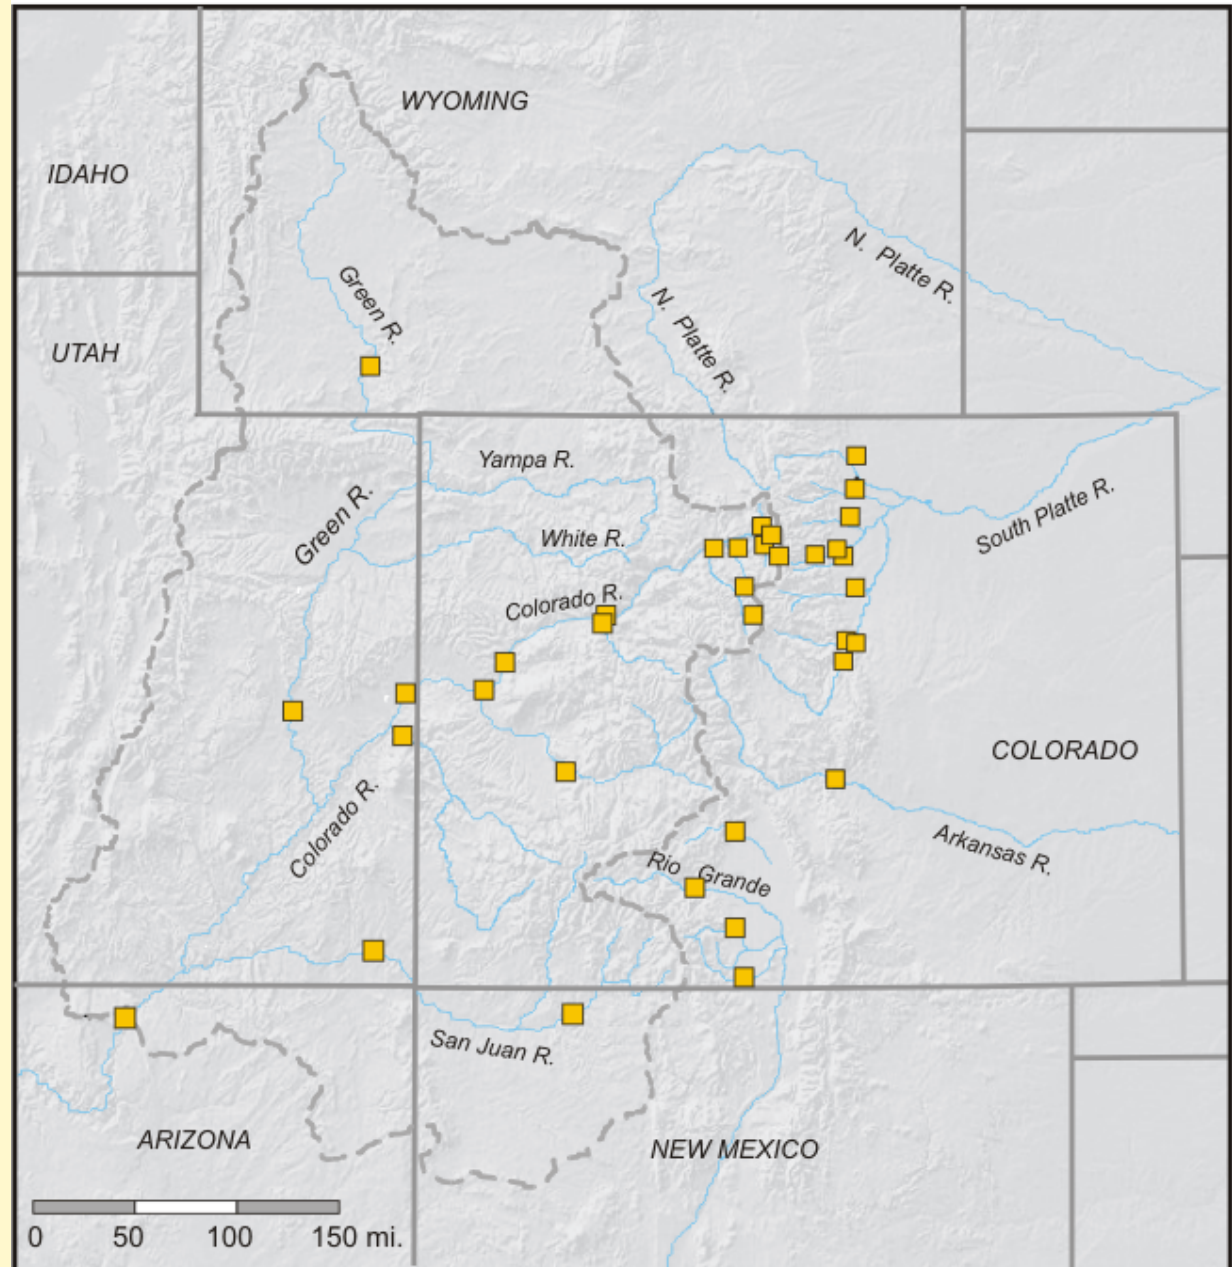 WYOMING
IDAHO
N. Platte R.
Green R.
N. Platte R.
UTAH
Yampa R.
Green R.
South Platte R.
White R.
Colorado R.
COLORADO
Colorado R.
Arkansas R.
Rio Grande
San Juan R.
ARIZONA
NEW MEXICO
0 50 100 150 mi.